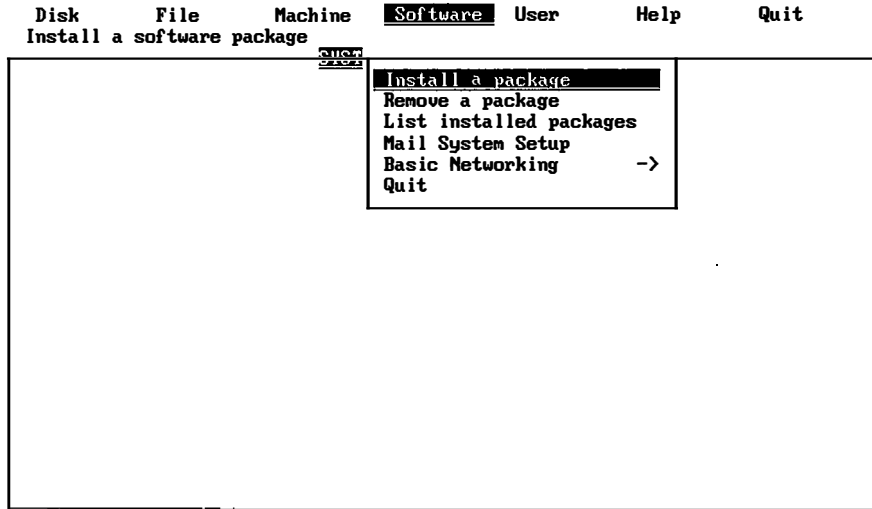 Disk File Machine Software User Help Quit
Install a software package
Install a package
Remove a package
List installed packages
Mail System Setup
Basic Networking ->
Quit